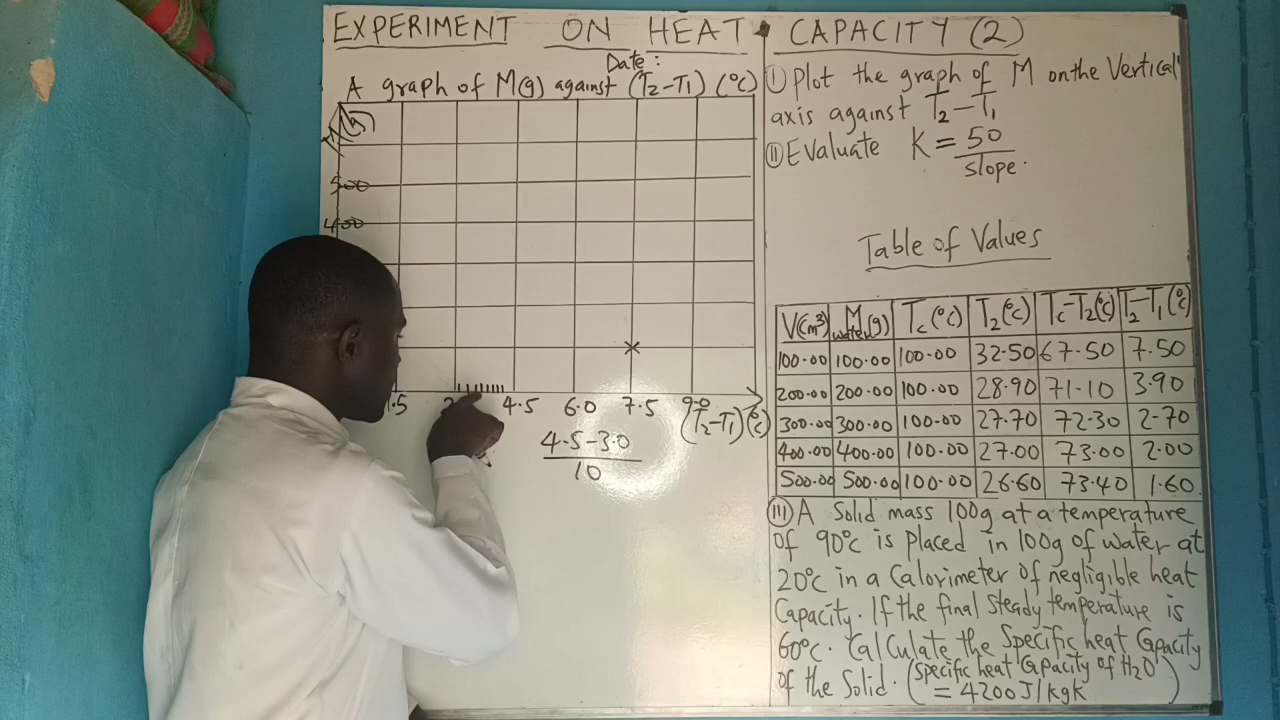 EXPERIMENT ON HEAT CAPACITY (2)
Date:
A graph of M(g) against (T2-T1) (°C)
500
400
1.5 4.5 6.0 7.5 9.0
(T2-T1)(°C)
4.5-3.0
10
(I) Plot the graph of M on the Vertical
axis against T2-T1
(II) Evaluate K = 50
slope.
Table of Values
V(cm³) M water(g) Tc(°C) T2(°C) Tc-T2(°C) T2-T1(°C)
100.00 100.00 100.00 32.50 67.50 7.50
200.00 200.00 100.00 28.90 71.10 3.90
300.00 300.00 100.00 27.70 72.30 2.70
400.00 400.00 100.00 27.00 73.00 2.00
500.00 500.00 100.00 26.60 73.40 1.60
(III) A Solid mass 100g at a temperature
of 90°c is placed in 100g of water at
20°c in a Calorimeter of negligible heat
Capacity. If the final steady temperature is
60°c. Calculate the Specific heat Capacity
of the Solid. (specific heat Capacity of H2O
= 4200J/kgK)